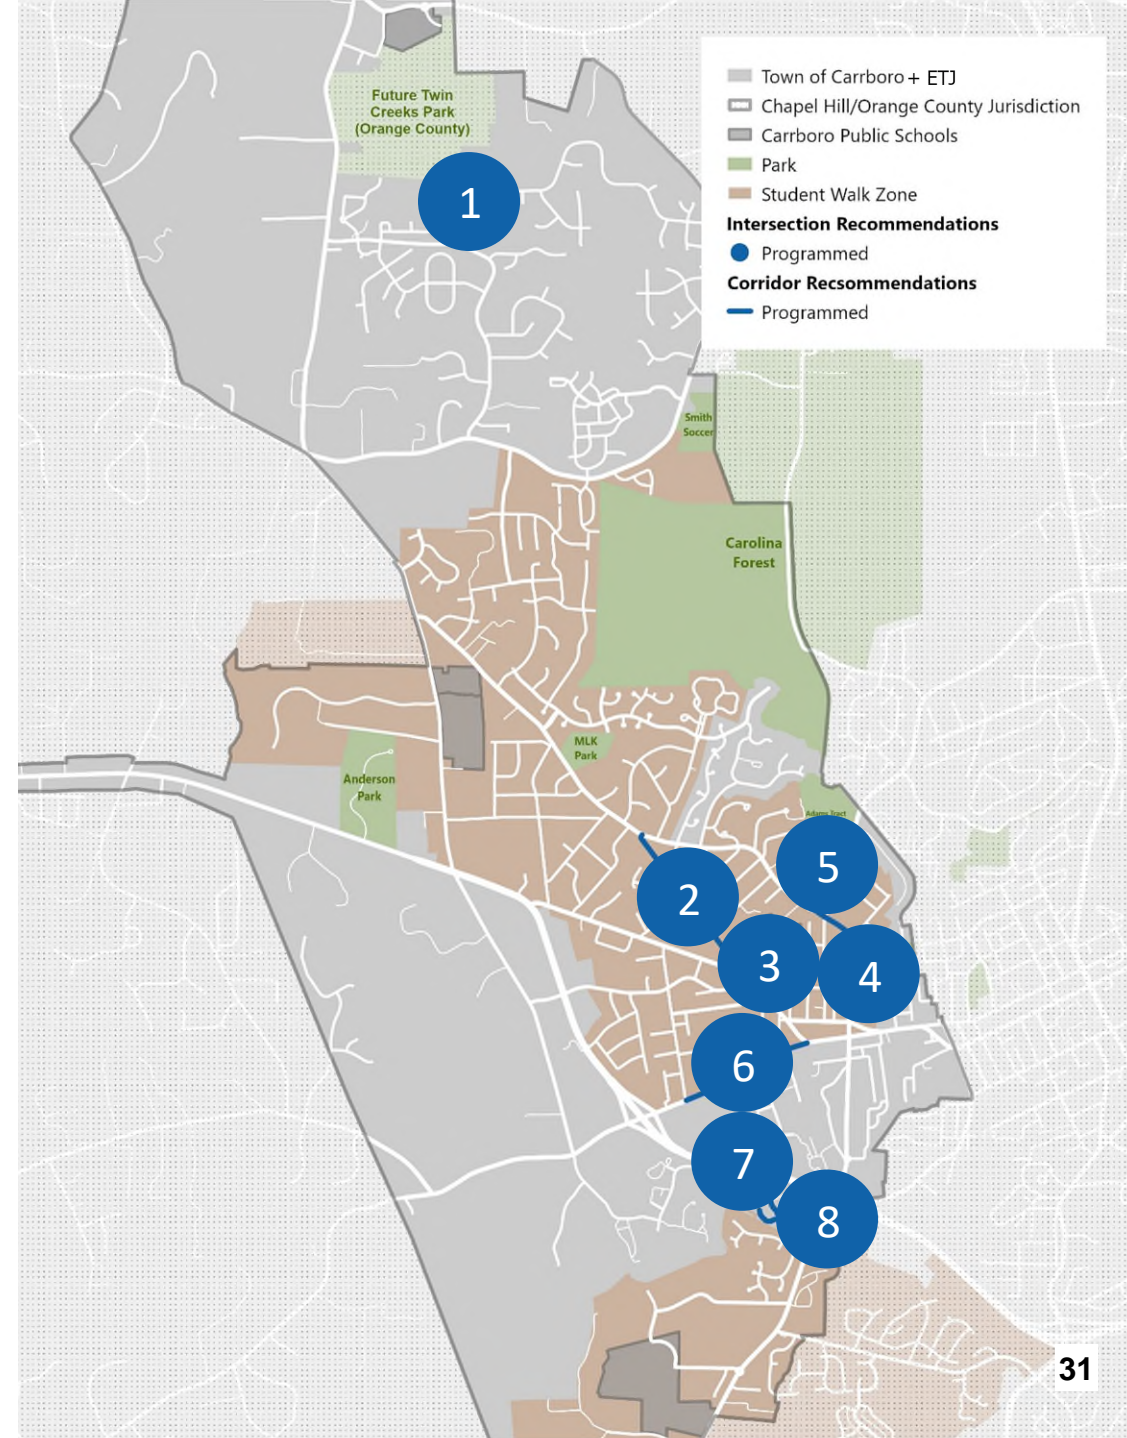 Future Twin
Creeks Park
(Orange County)
1
Town of Carrboro + ETJ
Chapel Hill/Orange County Jurisdiction
Carrboro Public Schools
Park
Student Walk Zone
Intersection Recommendations
Programmed
Corridor Recsommendations
Programmed
Smith
Soccer
Carolina
Forest
MLK
Park
Anderson
Park
Adams Tract
5
2
3
4
6
7
8
31